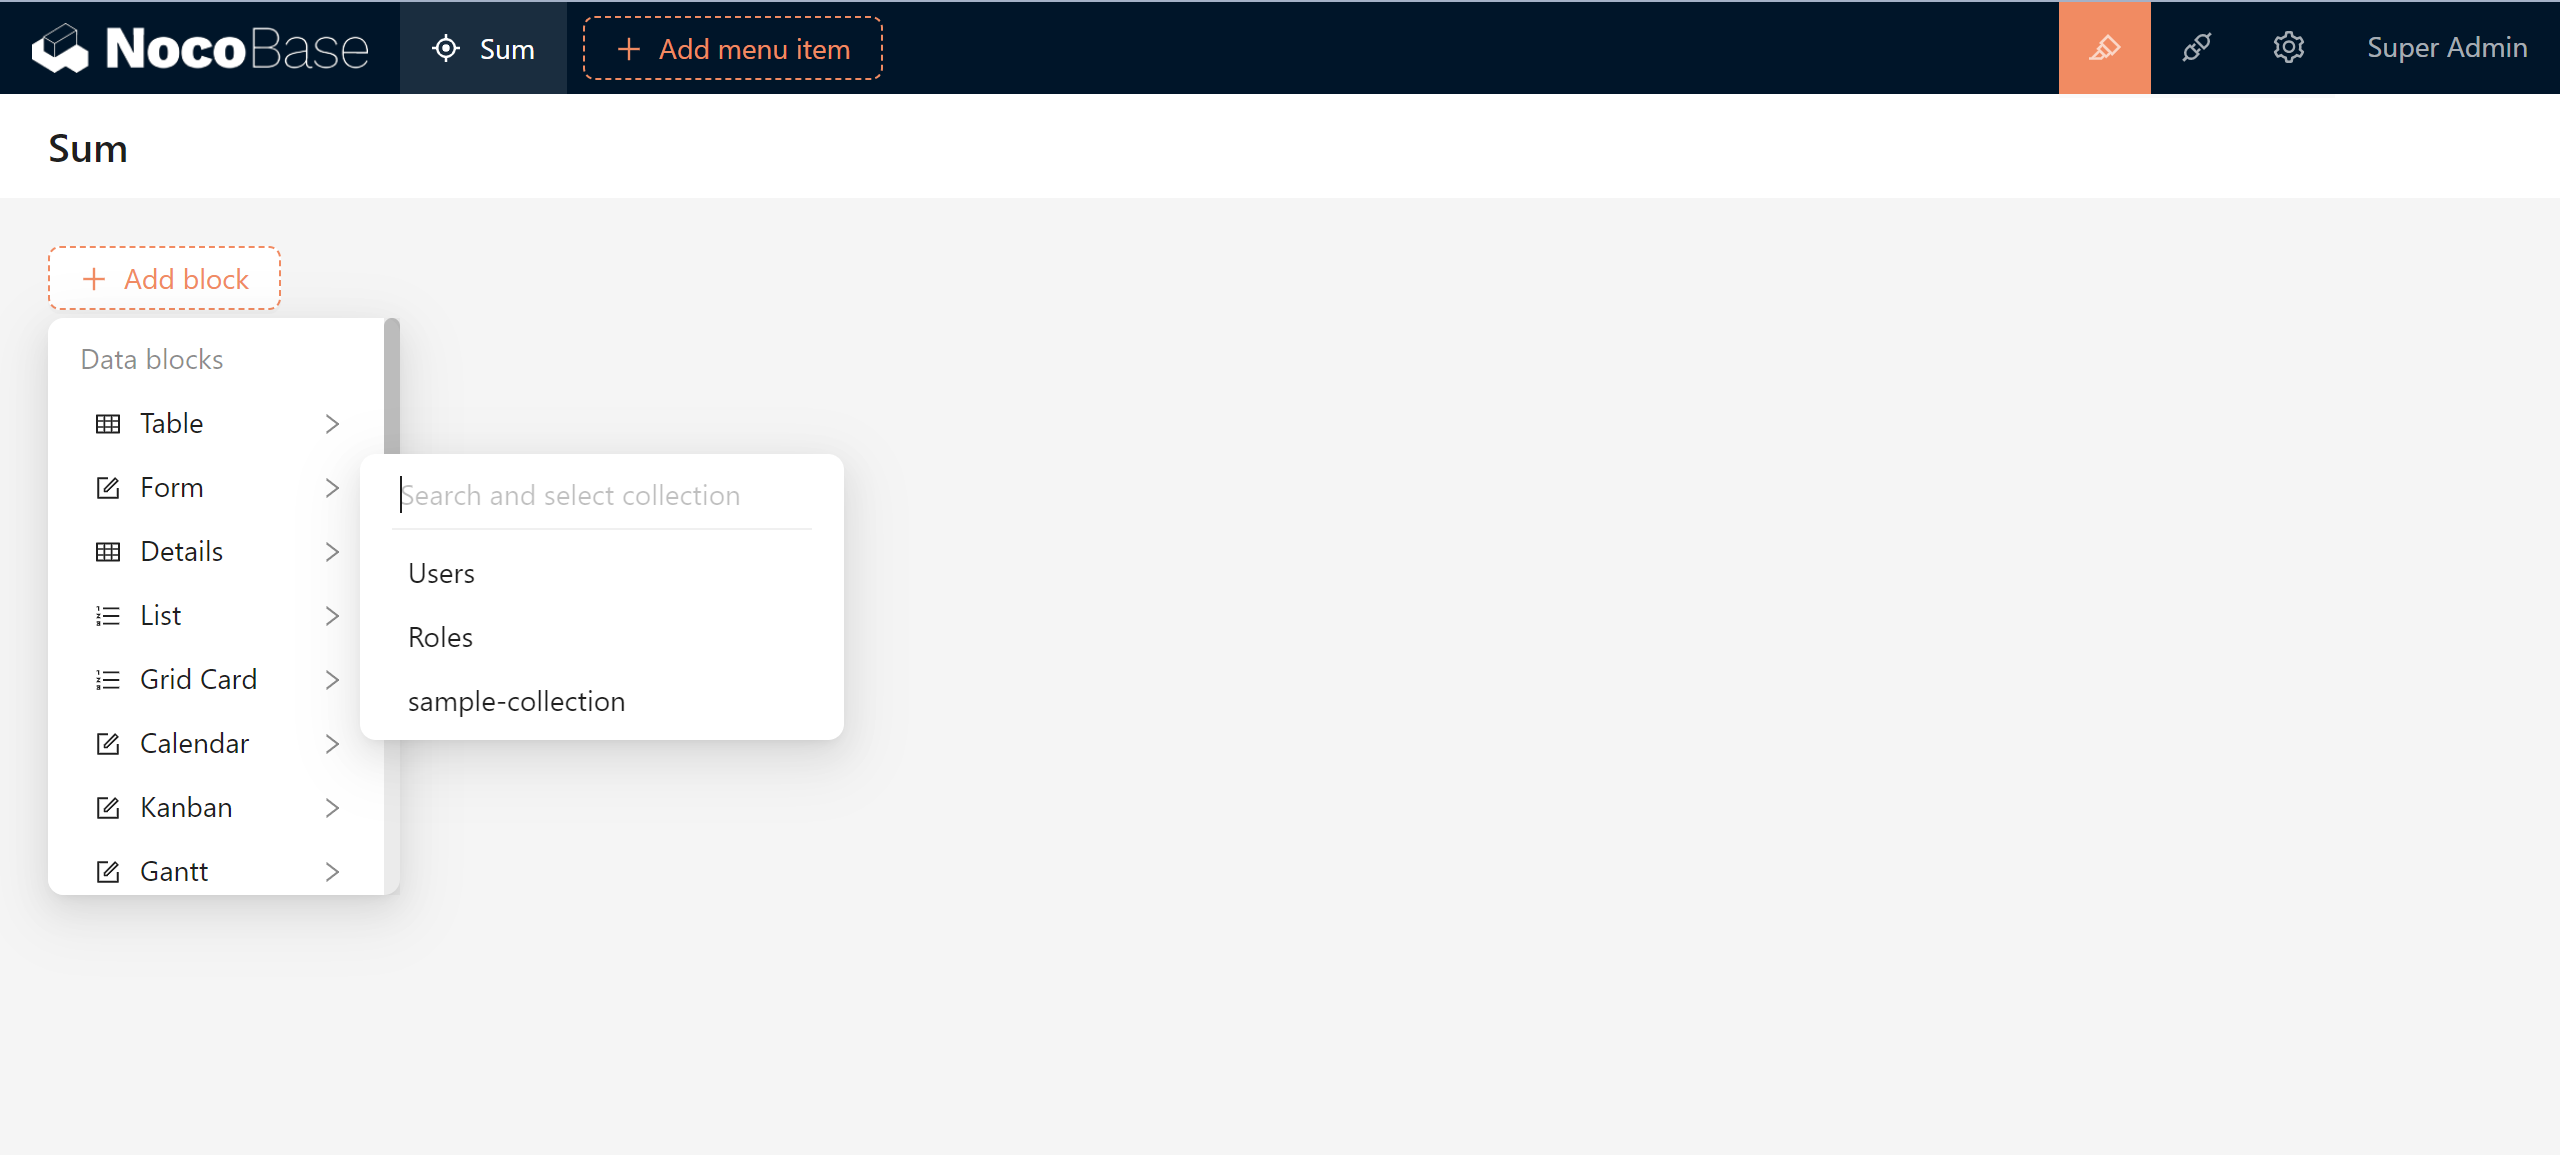 NocoBase
Sum
Add menu item
Super Admin
Sum
Add block
Data blocks
Table
Form
Details
List
Grid Card
Calendar
Kanban
Gantt
Search and select collection
Users
Roles
sample-collection